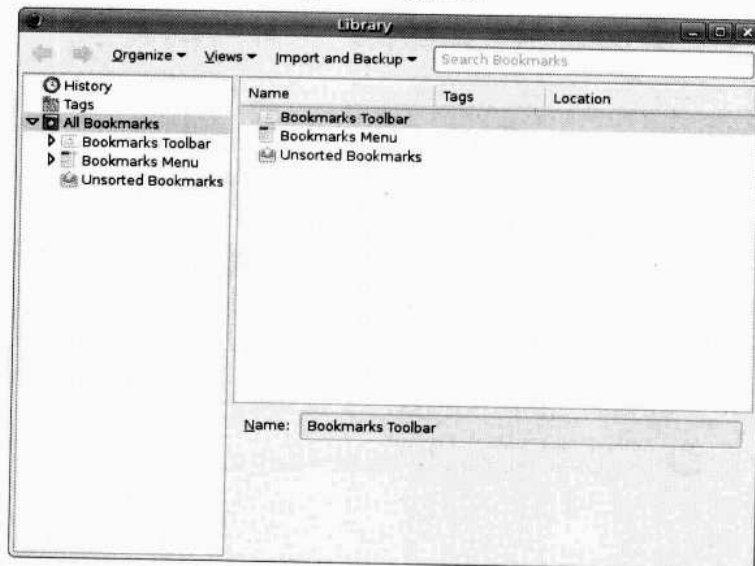 Library
Organize Views Import and Backup Search Bookmarks
History
Tags
All Bookmarks
Bookmarks Toolbar
Bookmarks Menu
Unsorted Bookmarks
Name Tags Location
Bookmarks Toolbar
Bookmarks Menu
Unsorted Bookmarks
Name: Bookmarks Toolbar